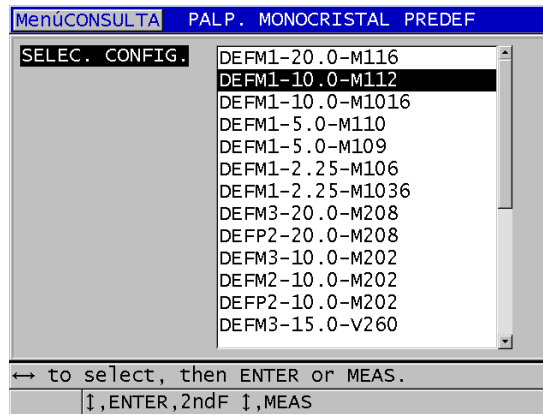 MenúCONSULTA PALP. MONOCRISTAL PREDEF
SELEC. CONFIG.
DEFM1-20.0-M116
DEFM1-10.0-M112
DEFM1-10.0-M1016
DEFM1-5.0-M110
DEFM1-5.0-M109
DEFM1-2.25-M106
DEFM1-2.25-M1036
DEFM3-20.0-M208
DEFP2-20.0-M208
DEFM3-10.0-M202
DEFM2-10.0-M202
DEFP2-10.0-M202
DEFM3-15.0-V260
↔ to select, then ENTER or MEAS.
↕,ENTER,2ndF ↕,MEAS